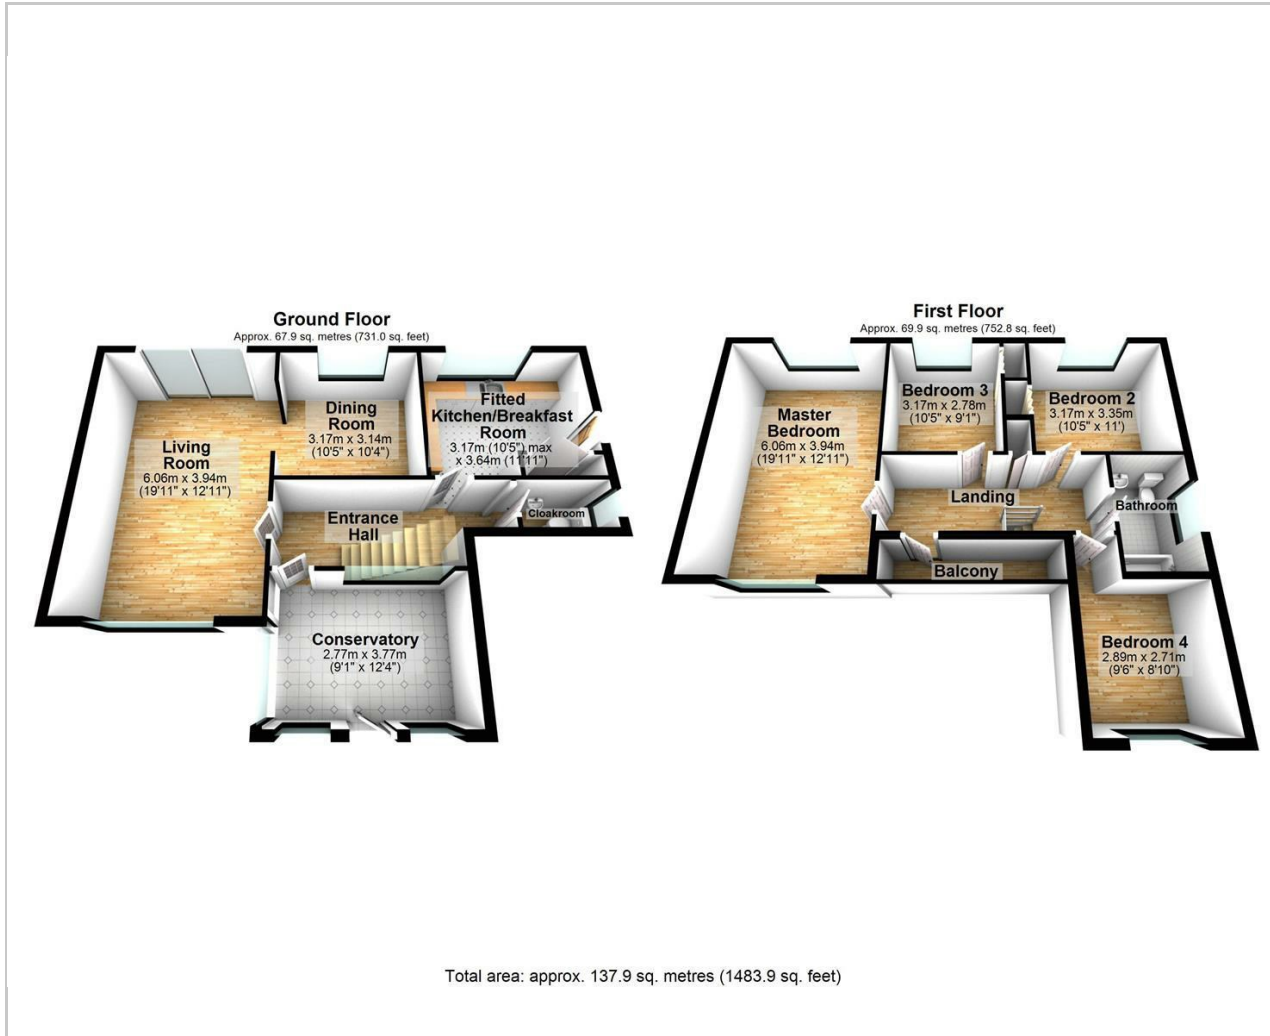 Ground Floor
Approx. 67.9 sq. metres (731.0 sq. feet)
Living
Room
6.06m x 3.94m
(19'11" x 12'11")
Dining
Room
3.17m x 3.14m
(10'5" x 10'4")
Fitted
Kitchen/Breakfast
Room
3.17m (10'5") max
x 3.64m (11'11")
Entrance
Hall
Cloakroom
Conservatory
2.77m x 3.77m
(9'1" x 12'4")
First Floor
Approx. 69.9 sq. metres (752.8 sq. feet)
Master
Bedroom
6.06m x 3.94m
(19'11" x 12'11")
Bedroom 3
3.17m x 2.78m
(10'5" x 9'1")
Bedroom 2
3.17m x 3.35m
(10'5" x 11')
Landing
Bathroom
Balcony
Bedroom 4
2.89m x 2.71m
(9'6" x 8'10")
Total area: approx. 137.9 sq. metres (1483.9 sq. feet)